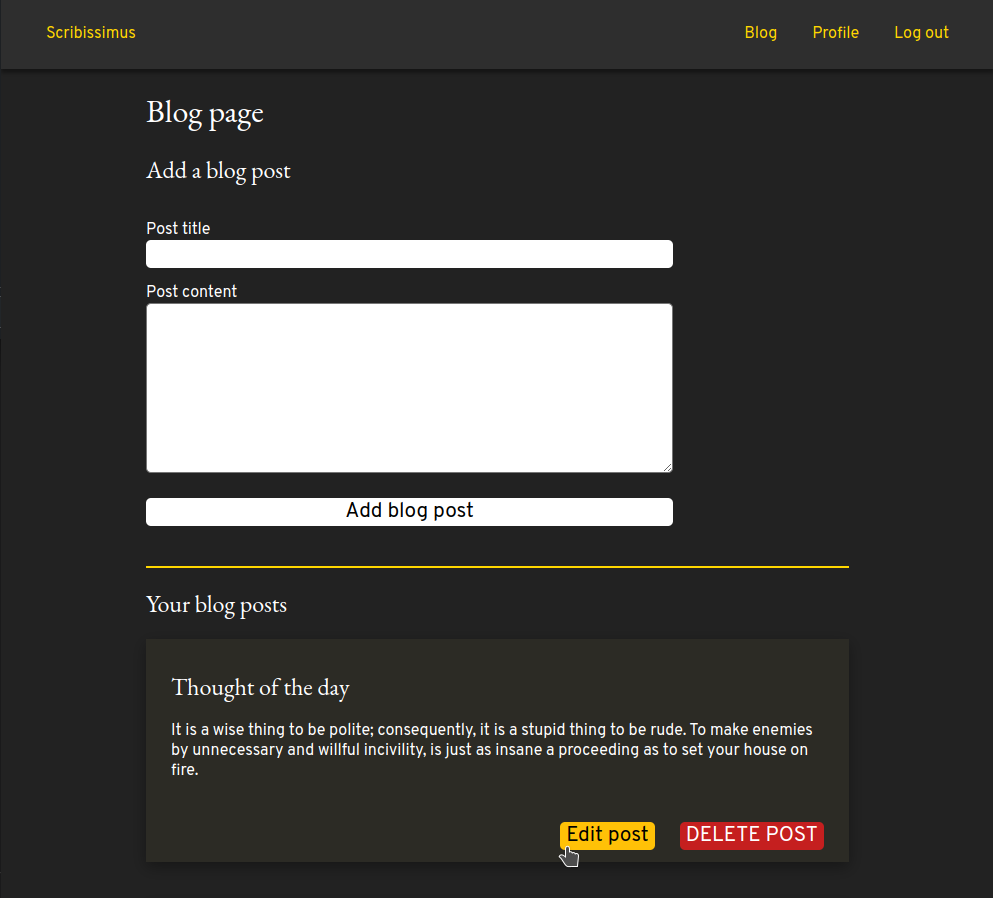 Scribissimus Blog Profile Log out
Blog page
Add a blog post
Post title
Post content
Add blog post
Your blog posts
Thought of the day
It is a wise thing to be polite; consequently, it is a stupid thing to be rude. To make enemies
by unnecessary and willful incivility, is just as insane a proceeding as to set your house on
fire.
Edit post DELETE POST